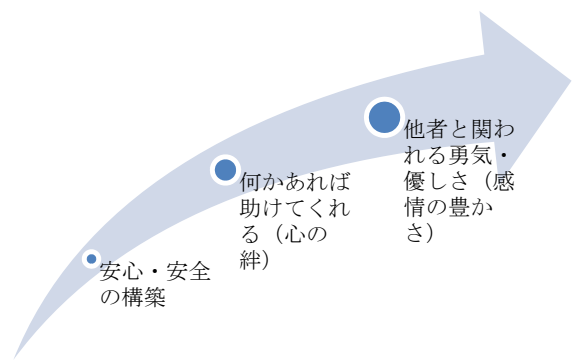 安心・安全
の構築
何かあれば
助けてくれ
る（心の
絆）
他者と関わ
れる勇気・
優しさ（感
情の豊か
さ）